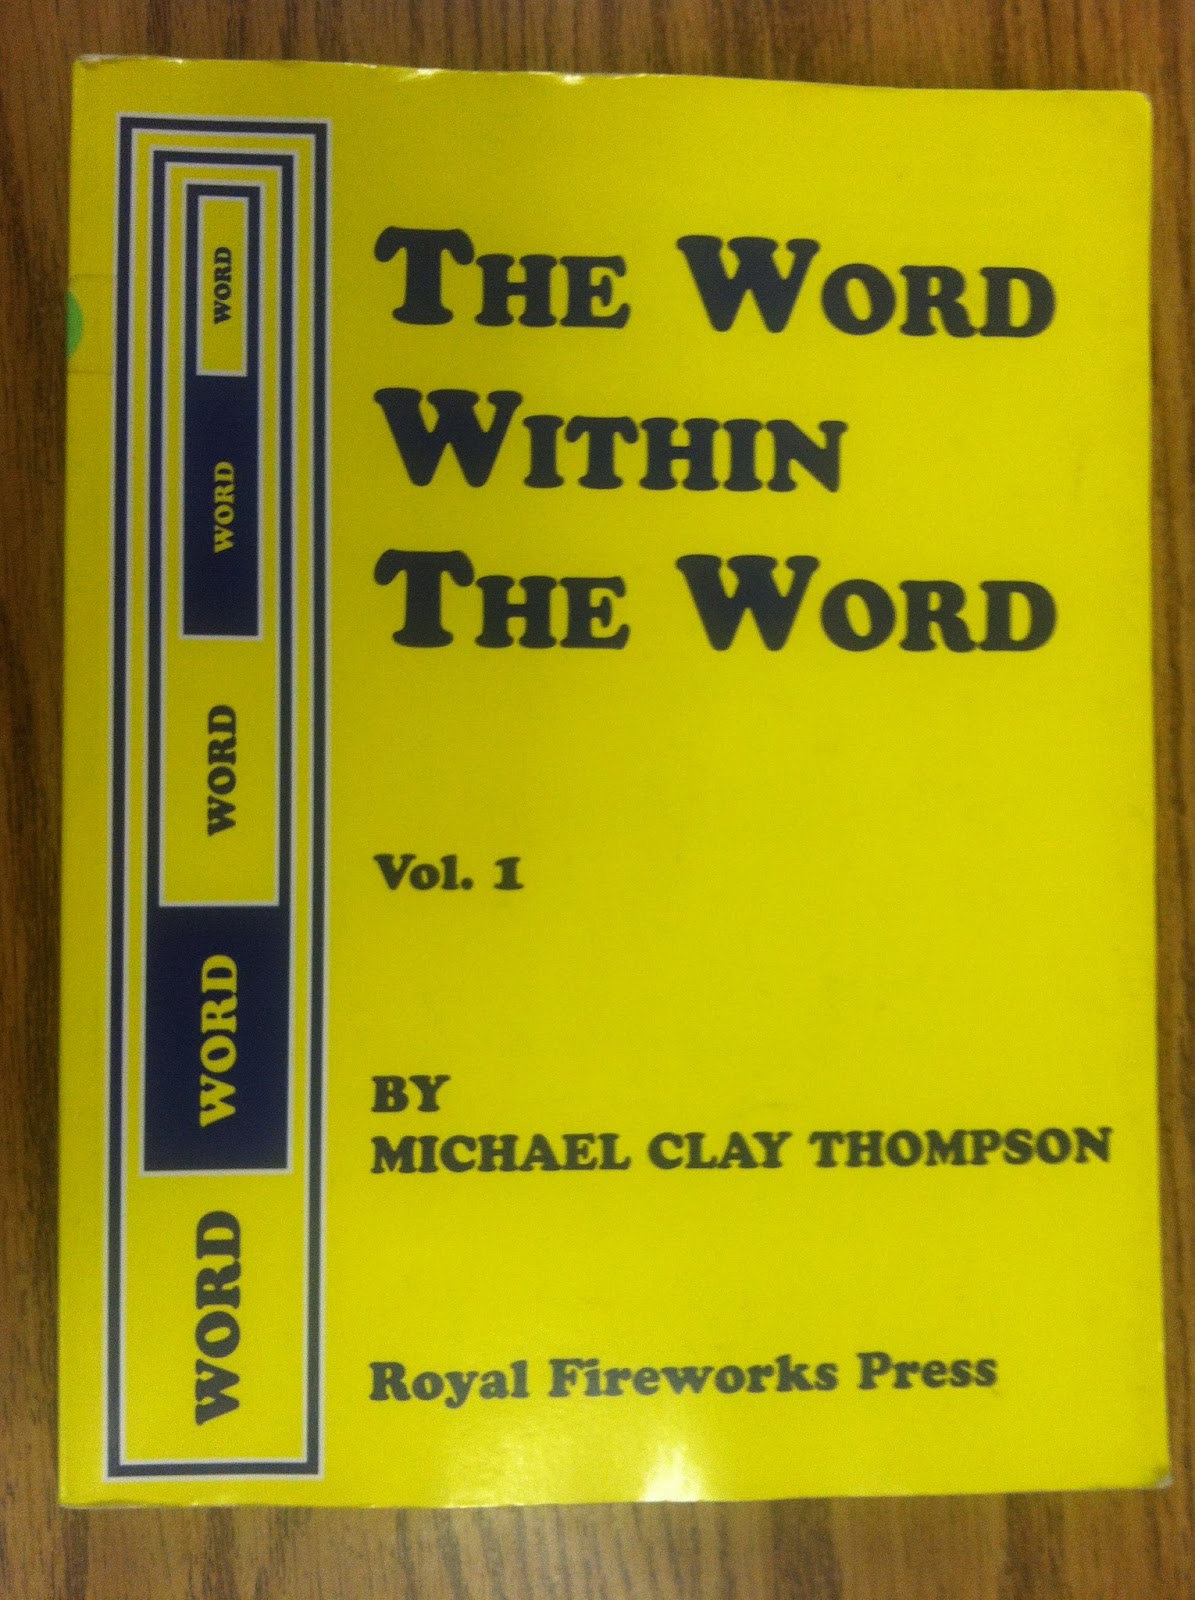 THE WORD
WITHIN
THE WORD
Vol. 1
BY
MICHAEL CLAY THOMPSON
Royal Fireworks Press
WORD
WORD
WORD
WORD
WORD